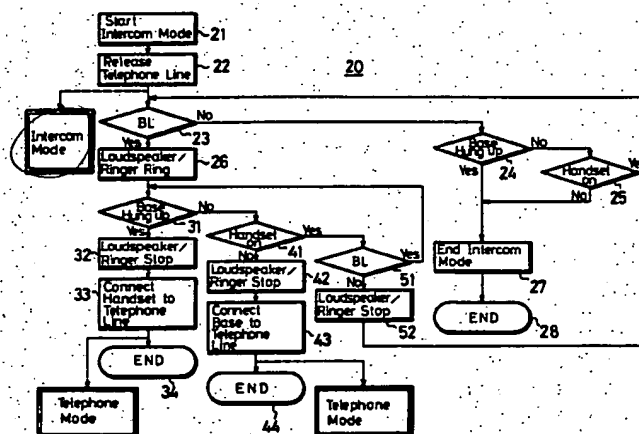 Start
Intercom Mode
21
Release
Telephone Line
22
20
Intercom
Mode
BL
23
No
Yes
Loudspeaker/
Ringer Ring
26
Base
Hung Up
24
No
Yes
Handset
on
25
Yes
No
Base
Hung Up
31
No
Yes
Handset
on
41
Yes
No
BL
51
Yes
No
32
Loudspeaker/
Ringer Stop
Loudspeaker/
Ringer Stop
42
End Intercom
Mode
27
33
Connect
Handset to
Telephone
Line
Connect
Base to
Telephone
Line
43
Loudspeaker/
Ringer Stop
52
END
28
END
34
END
44
Telephone
Mode
Telephone
Mode